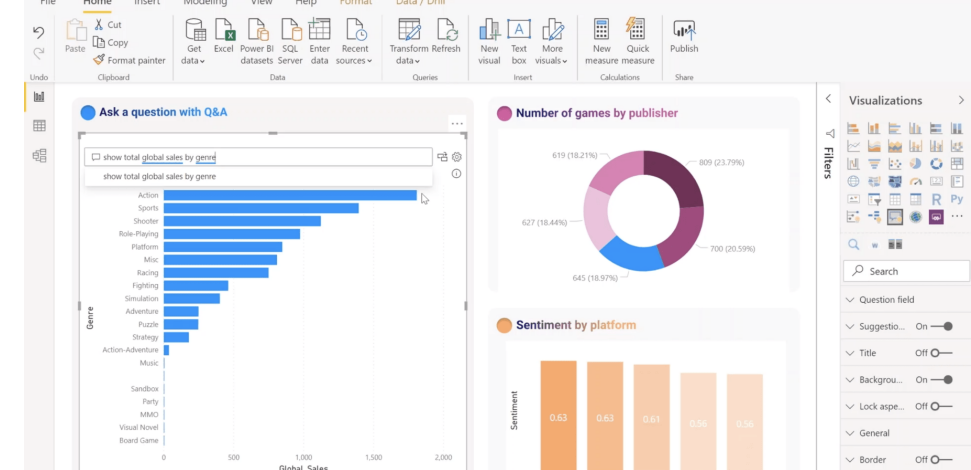 File Home Insert Modeling View Help Format Data / Drill
Cut
Copy
Format painter
Paste
Get data
Excel
Power BI datasets
SQL Server
Enter data
Recent sources
Transform data
Refresh
New visual
Text box
More visuals
New measure
Quick measure
Publish
Undo Clipboard Data Queries Insert Calculations Share
Ask a question with Q&A
show total global sales by genre
show total global sales by genre
Genre
Action
Sports
Shooter
Role-Playing
Platform
Misc
Racing
Fighting
Simulation
Adventure
Puzzle
Strategy
Action-Adventure
Music
Sandbox
Party
MMO
Visual Novel
Board Game
0 500 1,000 1,500 2,000
Global_Sales
Number of games by publisher
619 (18.21%)
809 (23.79%)
627 (18.44%)
700 (20.59%)
645 (18.97%)
Sentiment by platform
Sentiment
0.63 0.63 0.61 0.56 0.56
Filters
Visualizations
R Py
Search
Question field
Suggestio... On
Title Off
Backgrou... On
Lock aspe... Off
General
Border Off